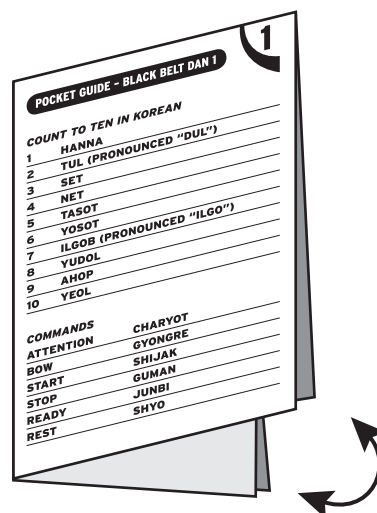 1
POCKET GUIDE – BLACK BELT DAN 1
COUNT TO TEN IN KOREAN
1 HANNA
2 TUL (PRONOUNCED “DUL”)
3 SET
4 NET
5 TASOT
6 YOSOT
7 ILGOB (PRONOUNCED “ILGO”)
8 YUDOL
9 AHOP
10 YEOL
COMMANDS
ATTENTION CHARYOT
BOW GYONGRE
START SHIJAK
STOP GUMAN
READY JUNBI
REST SHYO